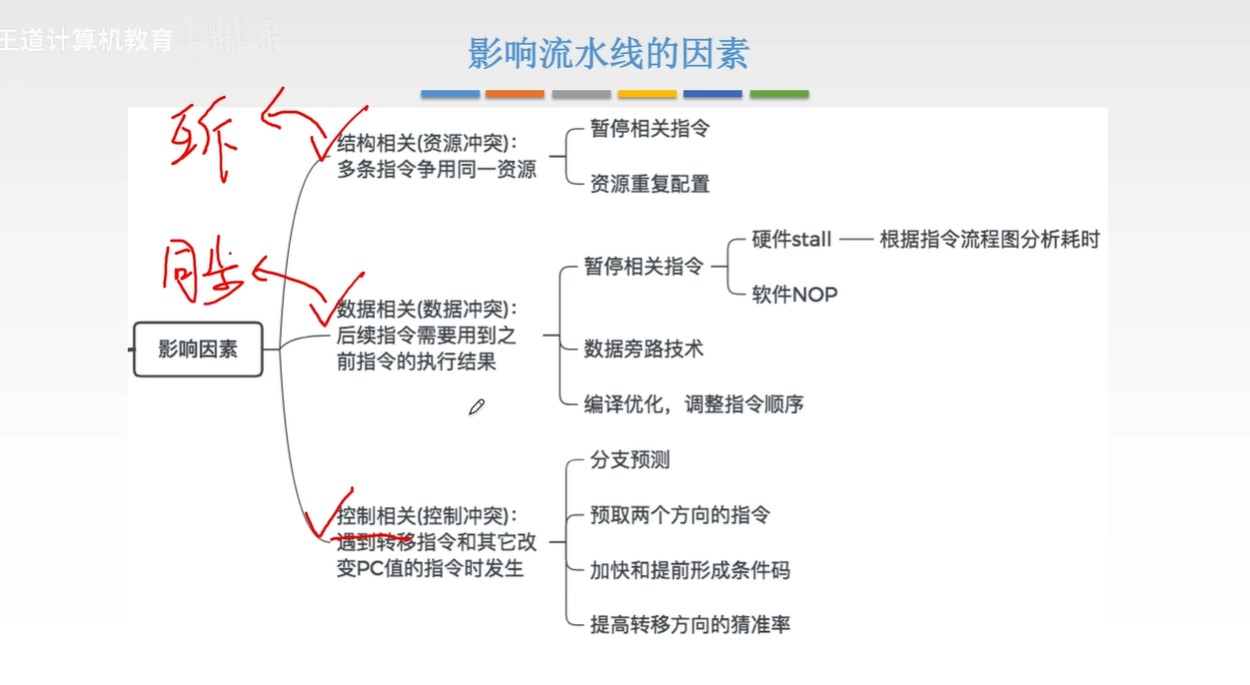 王道计算机教育
影响流水线的因素
互斥
结构相关(资源冲突)：
多条指令争用同一资源
暂停相关指令
资源重复配置
同步
数据相关(数据冲突)：
后续指令需要用到之
前指令的执行结果
暂停相关指令
硬件stall
根据指令流程图分析耗时
软件NOP
数据旁路技术
编译优化，调整指令顺序
影响因素
控制相关(控制冲突)：
遇到转移指令和其它改
变PC值的指令时发生
分支预测
预取两个方向的指令
加快和提前形成条件码
提高转移方向的猜准率